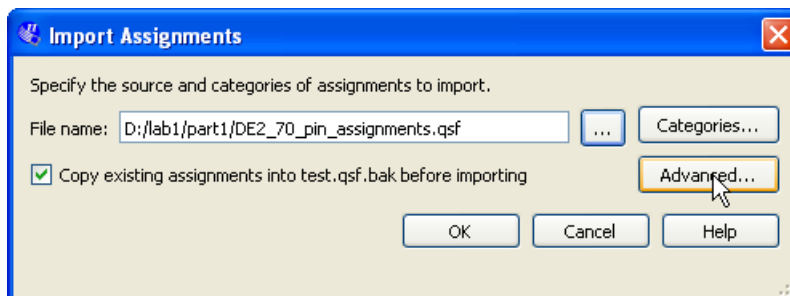 Import Assignments
Specify the source and categories of assignments to import.
File name: D:/lab1/part1/DE2_70_pin_assignments.qsf ... Categories...
Copy existing assignments into test.qsf.bak before importing Advanced...
OK Cancel Help